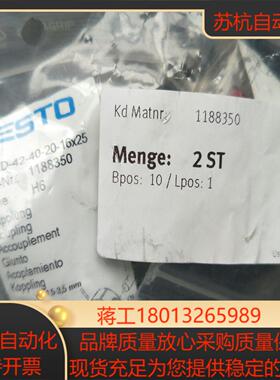 苏杭自动
Kd Matnr. 1188350
Menge: 2 ST
Bpos: 10 / Lpos: 1
ESTO
D-42-40-20-16x25
1188350
H6
Acoplamiento
Giunto
Accouplement
Koppling
蒋工18013265989
自动化
品牌质量放心采购质量保
开票
现货充足为您提供稳定的